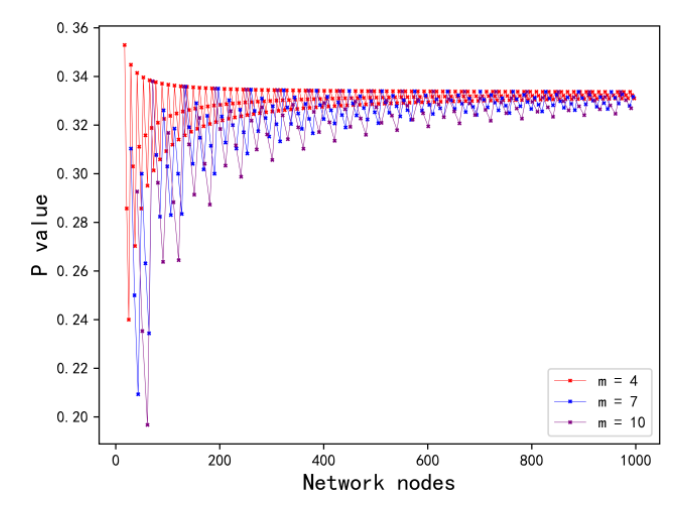 0.36
0.34
0.32
0.30
0.28
0.26
0.24
0.22
0.20
P value
0 200 400 600 800 1000
Network nodes
m = 4
m = 7
m = 10